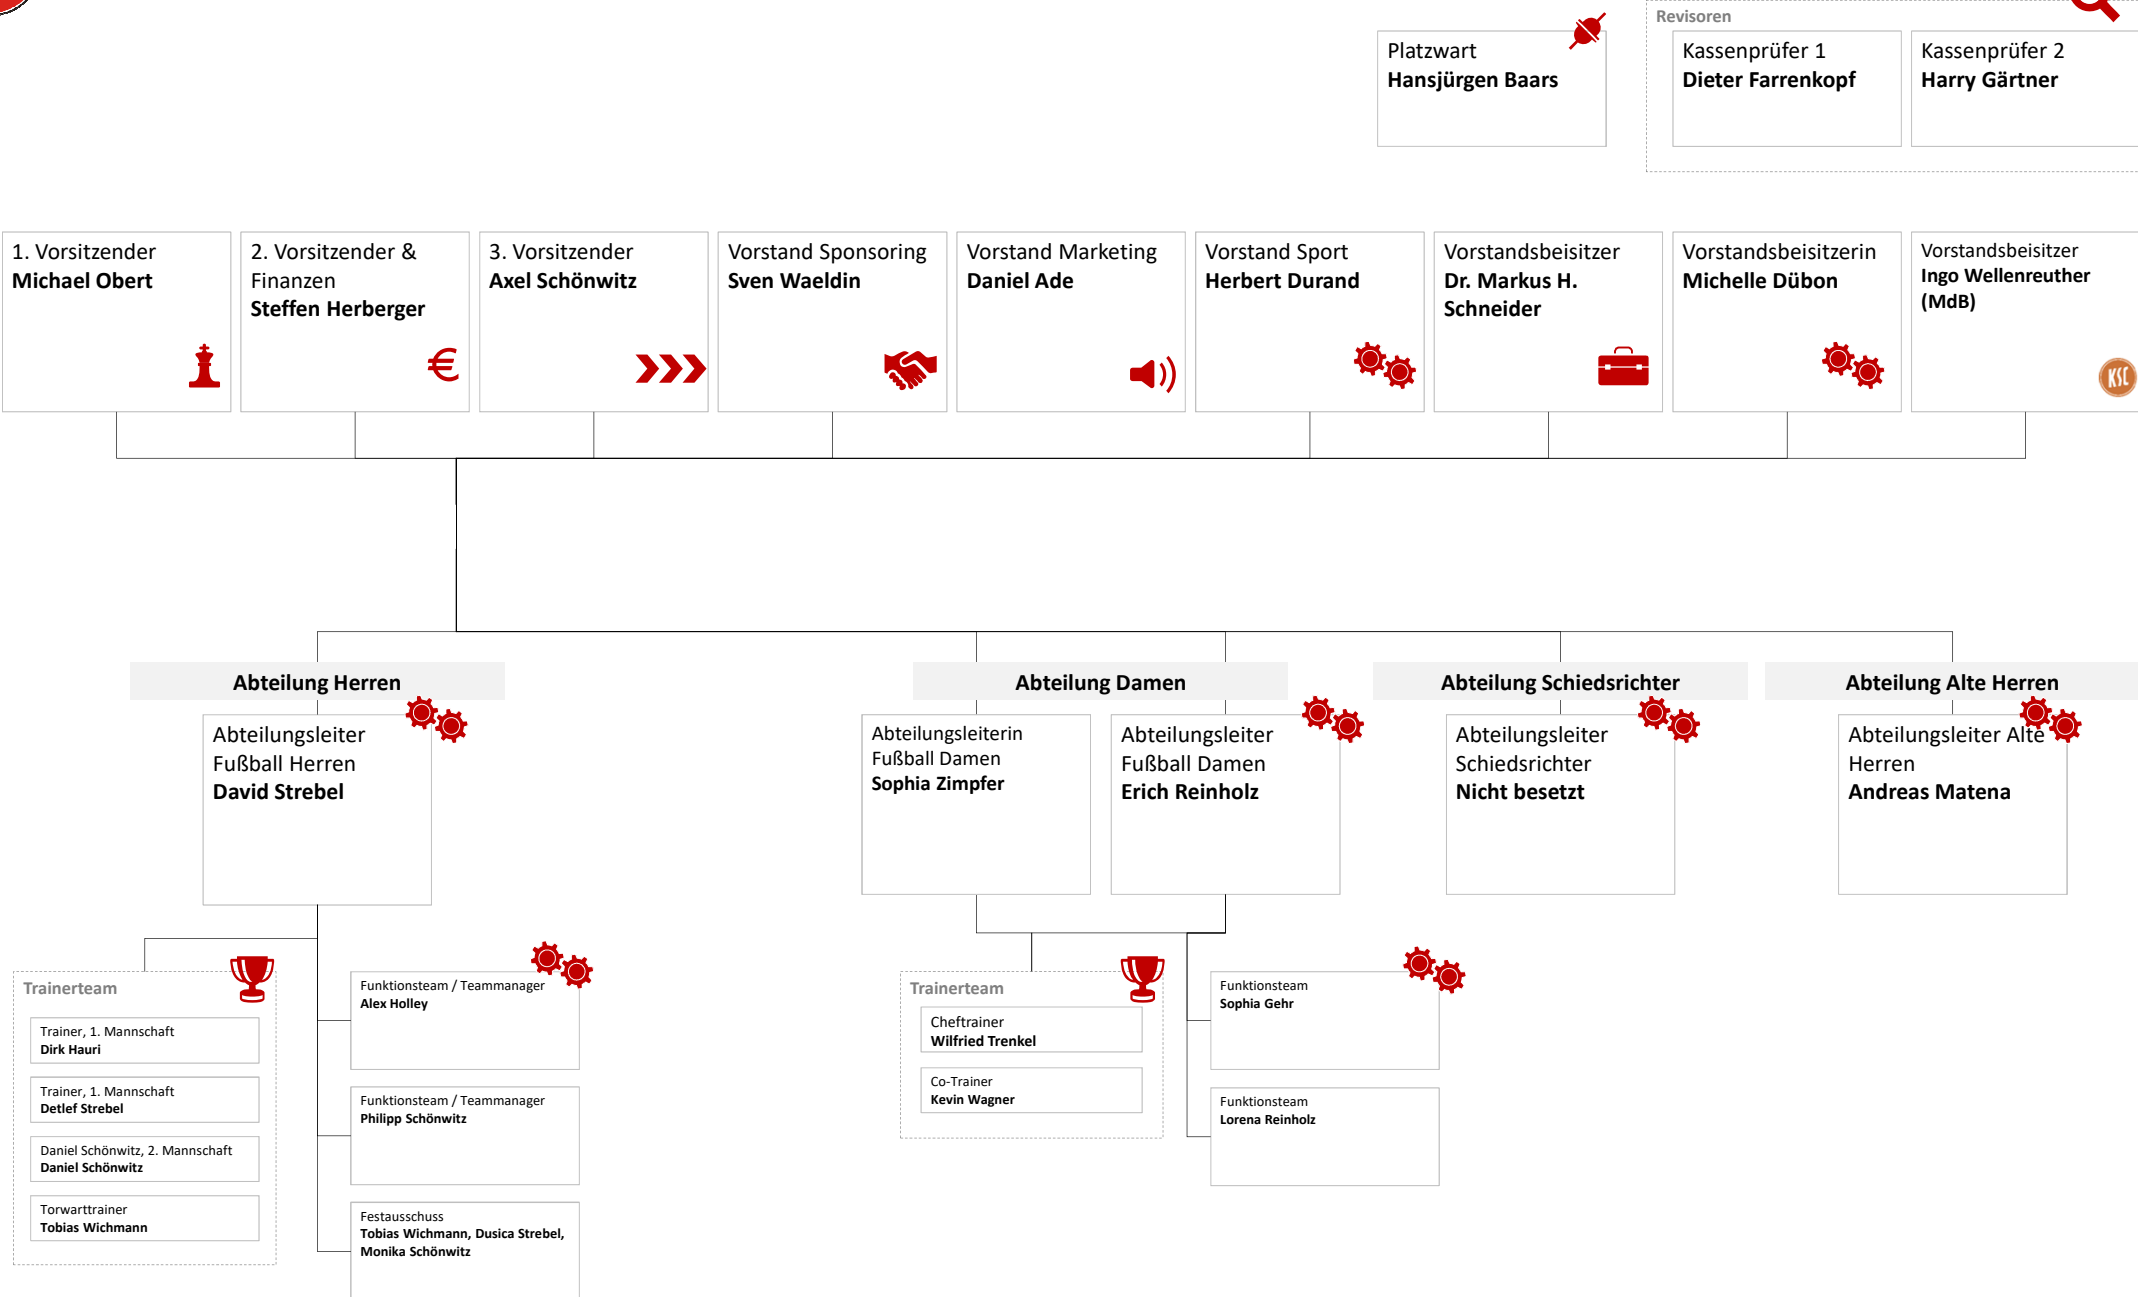 Revisoren
Platzwart
Hansjürgen Baars
Kassenprüfer 1
Dieter Farrenkopf
Kassenprüfer 2
Harry Gärtner
1. Vorsitzender
Michael Obert
2. Vorsitzender &
Finanzen
Steffen Herberger
3. Vorsitzender
Axel Schönwitz
Vorstand Sponsoring
Sven Waeldin
Vorstand Marketing
Daniel Ade
Vorstand Sport
Herbert Durand
Vorstandsbeisitzer
Dr. Markus H.
Schneider
Vorstandsbeisitzerin
Michelle Dübon
Vorstandsbeisitzer
Ingo Wellenreuther
(MdB)
KSC
Abteilung Herren
Abteilung Damen
Abteilung Schiedsrichter
Abteilung Alte Herren
Abteilungsleiter
Fußball Herren
David Strebel
Abteilungsleiterin
Fußball Damen
Sophia Zimpfer
Abteilungsleiter
Fußball Damen
Erich Reinholz
Abteilungsleiter
Schiedsrichter
Nicht besetzt
Abteilungsleiter Alte
Herren
Andreas Matena
Trainerteam
Trainer, 1. Mannschaft
Dirk Hauri
Trainer, 1. Mannschaft
Detlef Strebel
Daniel Schönwitz, 2. Mannschaft
Daniel Schönwitz
Torwarttrainer
Tobias Wichmann
Funktionsteam / Teammanager
Alex Holley
Funktionsteam / Teammanager
Philipp Schönwitz
Festausschuss
Tobias Wichmann, Dusica Strebel,
Monika Schönwitz
Trainerteam
Cheftrainer
Wilfried Trenkel
Co-Trainer
Kevin Wagner
Funktionsteam
Sophia Gehr
Funktionsteam
Lorena Reinholz